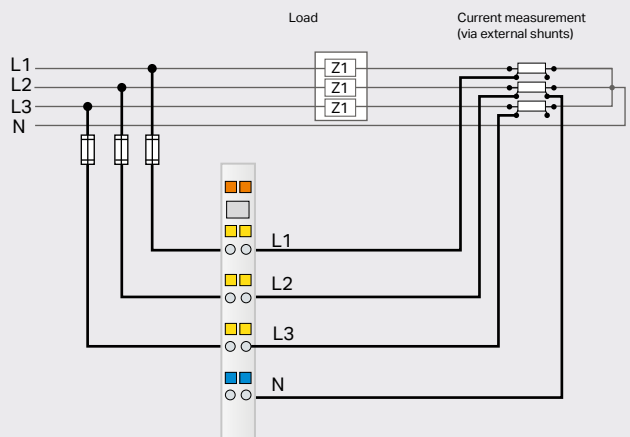 Load
Current measurement
(via external shunts)
L1
Z1
L2
Z1
L3
Z1
N
L1
L2
L3
N